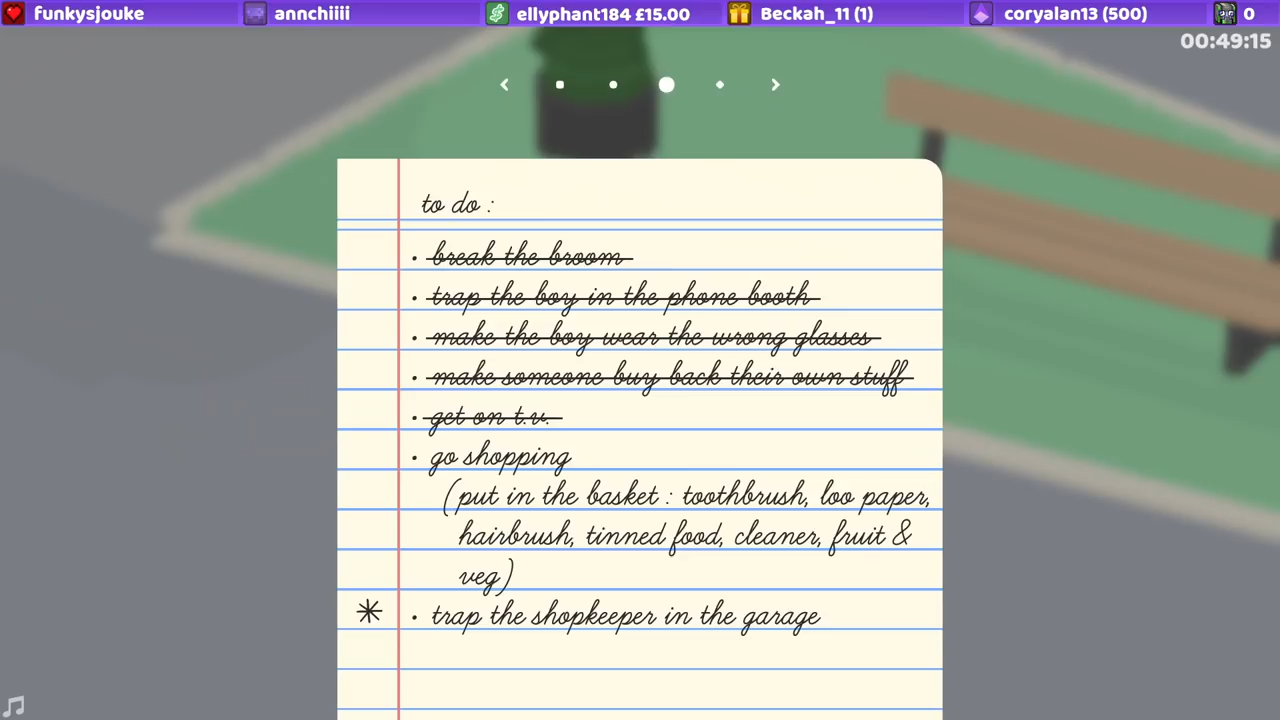 funkysjouke annchiiii ellyphant184 £15.00 Beckah_11 (1) coryalan13 (500) 0
00:49:15
to do :
• break the broom
• trap the boy in the phone booth
• make the boy wear the wrong glasses
• make someone buy back their own stuff
• get on t.v.
• go shopping
(put in the basket : toothbrush, loo paper,
hairbrush, tinned food, cleaner, fruit &
veg)
• trap the shopkeeper in the garage